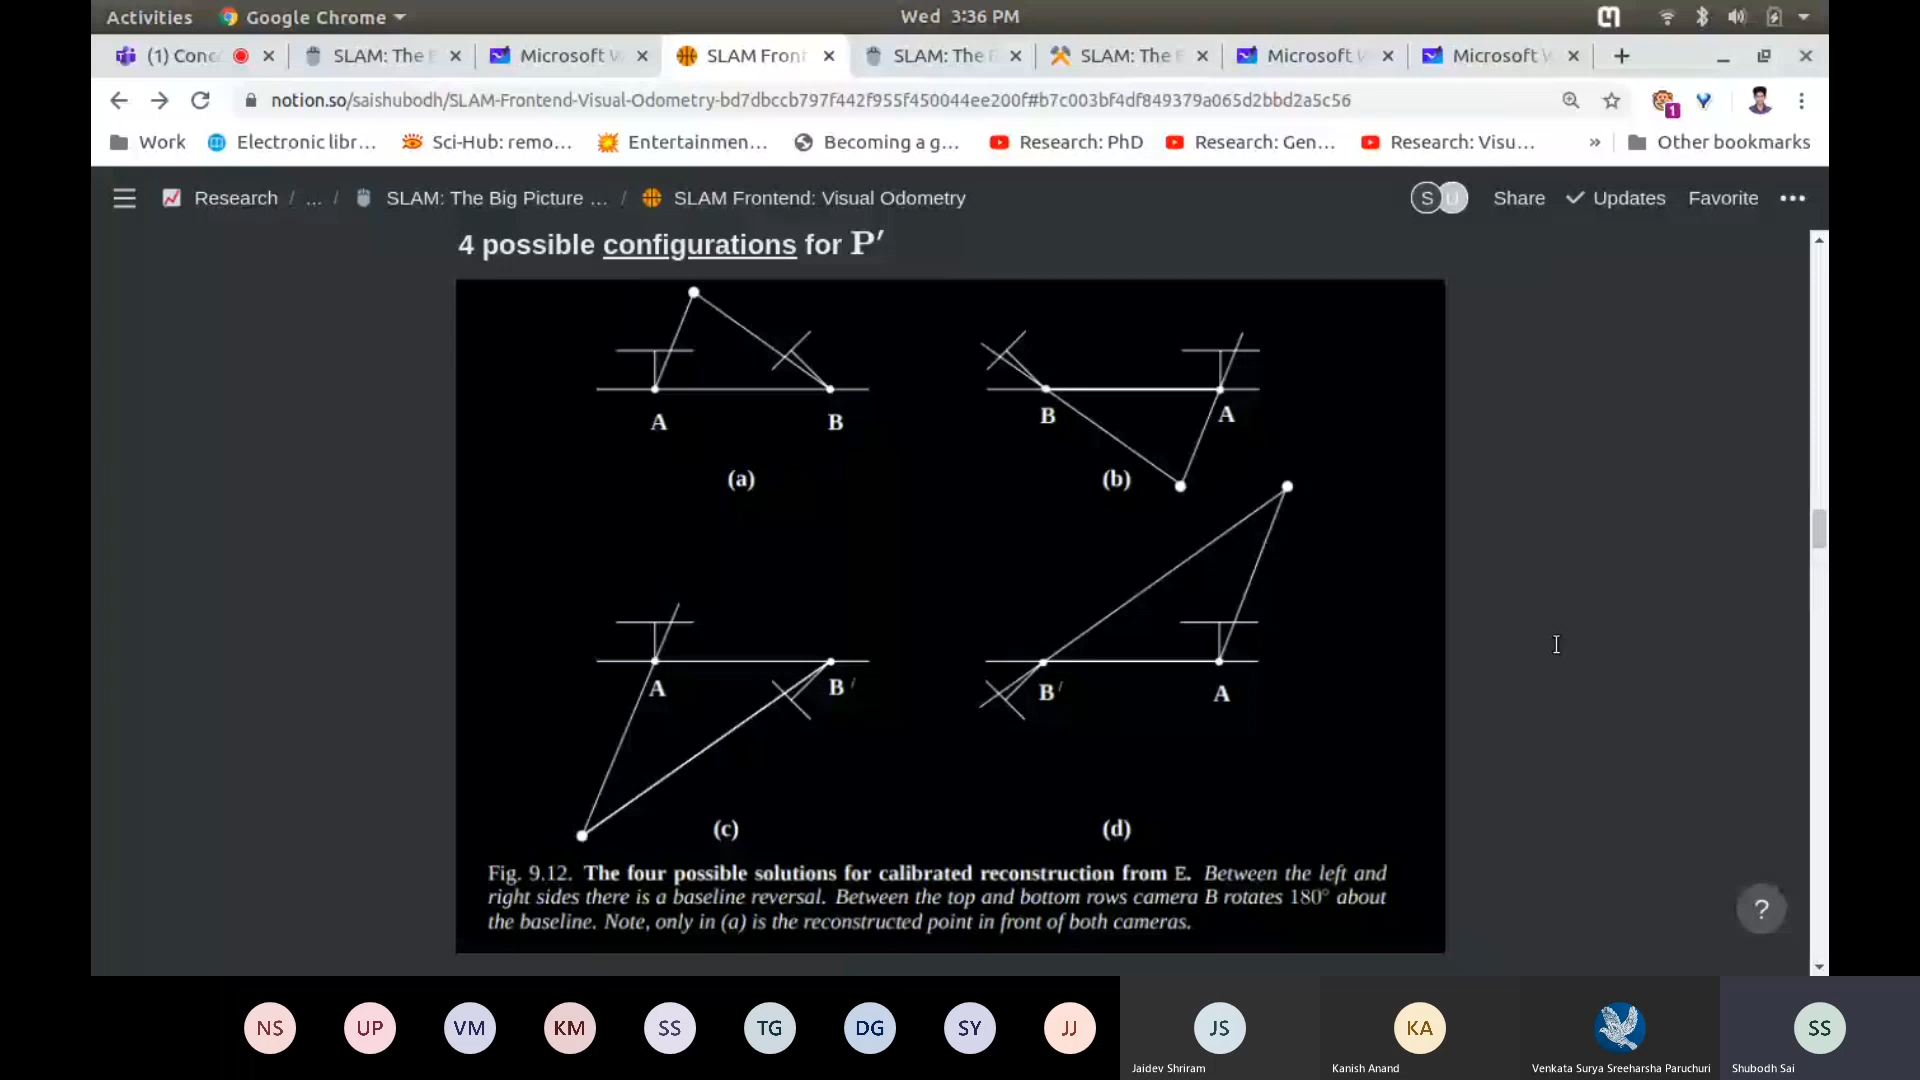 Activities Google Chrome Wed 3:36 PM
(1) Conc SLAM: The Microsoft SLAM Front SLAM: The SLAM: The Microsoft Microsoft
notion.so/saishubodh/SLAM-Frontend-Visual-Odometry-bd7dbccb797f442f955f450044ee200f#b7c003bf4df849379a065d2bbd2a5c56 1
Work Electronic libr... Sci-Hub: remo... Entertainmen... Becoming a g... Research: PhD Research: Gen... Research: Visu... » Other bookmarks
Research / ... / SLAM: The Big Picture ... / SLAM Frontend: Visual Odometry S U Share Updates Favorite
4 possible configurations for P′
A B B A
(a) (b)
A B′ B′ A
(c) (d)
Fig. 9.12. The four possible solutions for calibrated reconstruction from E. Between the left and
right sides there is a baseline reversal. Between the top and bottom rows camera B rotates 180° about
the baseline. Note, only in (a) is the reconstructed point in front of both cameras.
?
NS UP VM KM SS TG DG SY JJ JS KA SS
Jaidev Shriram Kanish Anand Venkata Surya Sreeharsha Paruchuri Shubodh Sai